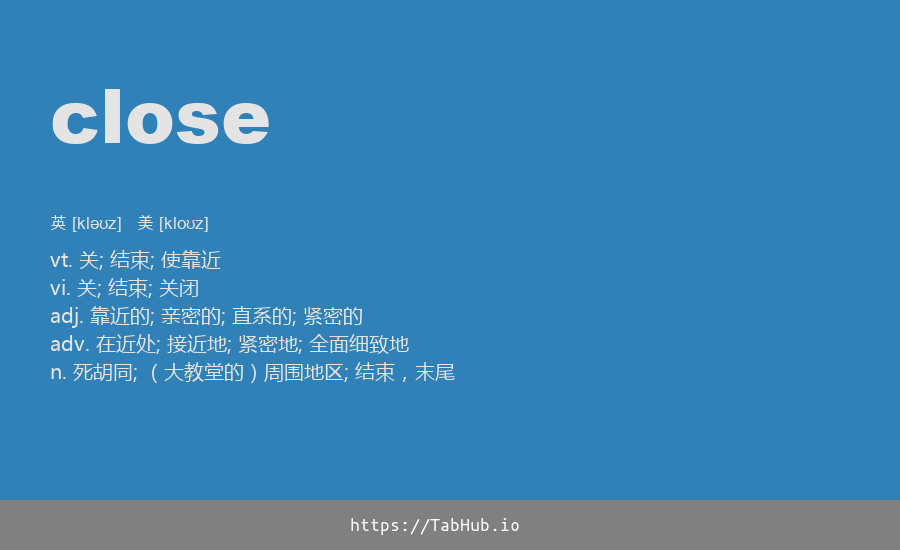 close
英 [kləʊz] 美 [kloʊz]
vt. 关; 结束; 使靠近
vi. 关; 结束; 关闭
adj. 靠近的; 亲密的; 直系的; 紧密的
adv. 在近处; 接近地; 紧密地; 全面细致地
n. 死胡同; （大教堂的）周围地区; 结束，末尾
https://TabHub.io